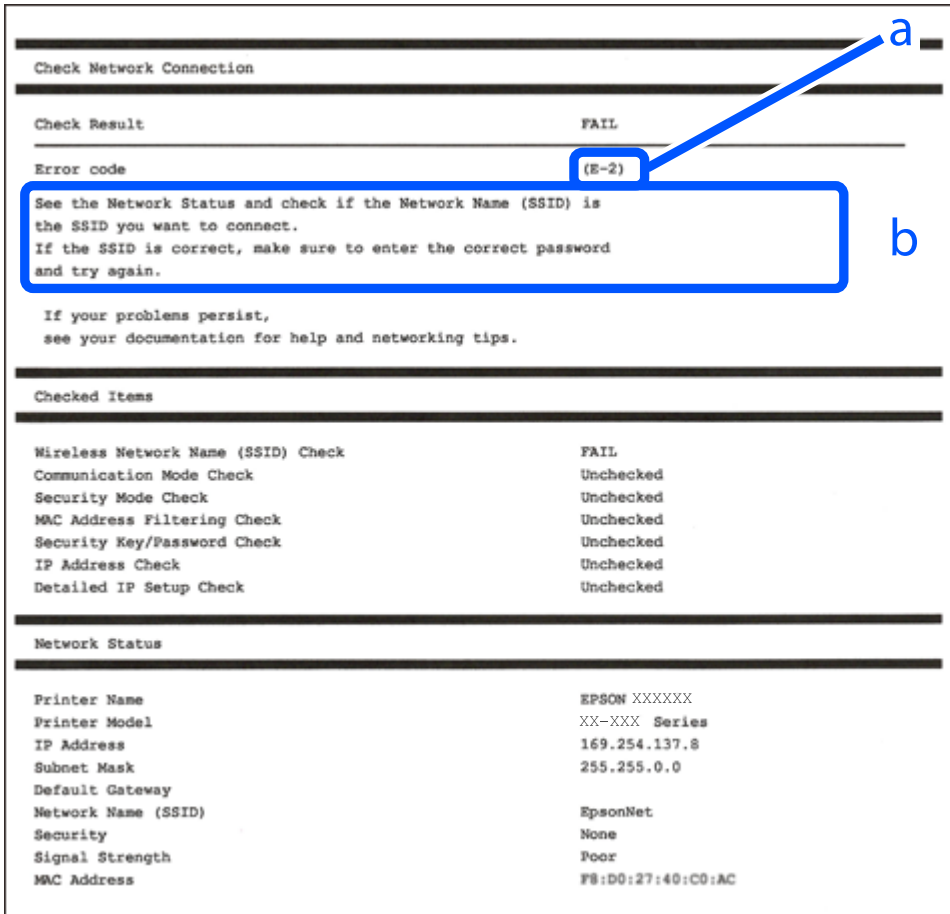 a
Check Network Connection
Check Result FAIL
Error code (E-2)
See the Network Status and check if the Network Name (SSID) is
the SSID you want to connect.
If the SSID is correct, make sure to enter the correct password
and try again.
b
If your problems persist,
see your documentation for help and networking tips.
Checked Items
Wireless Network Name (SSID) Check FAIL
Communication Mode Check Unchecked
Security Mode Check Unchecked
MAC Address Filtering Check Unchecked
Security Key/Password Check Unchecked
IP Address Check Unchecked
Detailed IP Setup Check Unchecked
Network Status
Printer Name EPSON XXXXXX
Printer Model XX-XXX Series
IP Address 169.254.137.8
Subnet Mask 255.255.0.0
Default Gateway
Network Name (SSID) EpsonNet
Security None
Signal Strength Poor
MAC Address F8:D0:27:40:C0:AC